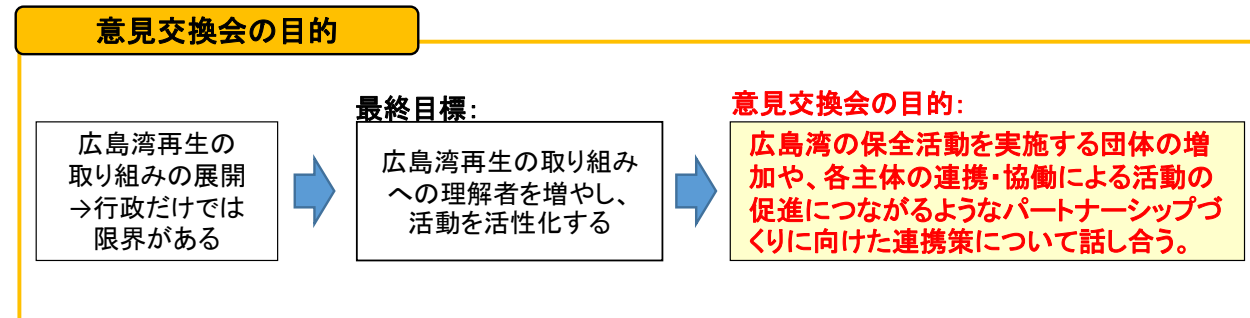 意見交換会の目的
広島湾再生の
取り組みの展開
→行政だけでは
限界がある
最終目標:
広島湾再生の取り組み
への理解者を増やし、
活動を活性化する
意見交換会の目的:
広島湾の保全活動を実施する団体の増
加や、各主体の連携・協働による活動の
促進につながるようなパートナーシップづ
くりに向けた連携策について話し合う。